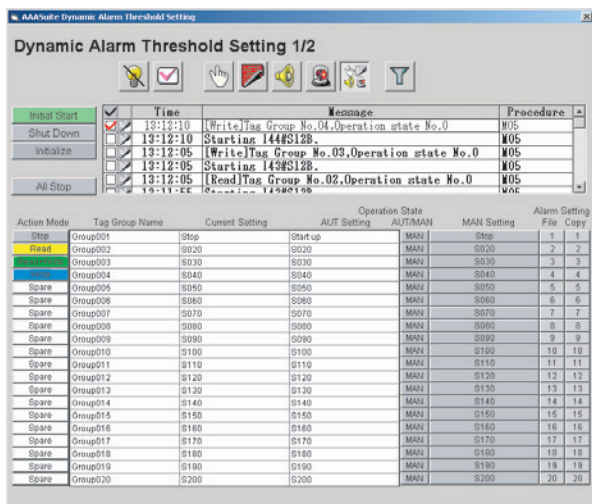 AAASuite Dynamic Alarm Threshold Setting
Dynamic Alarm Threshold Setting 1/2
Initial Start
Shut Down
Initialize
All Stop
Time Message Procedure
13:12:10 [Write]Tag Group No.04,Operation state No.0 M05
13:12:10 Starting 144#S12B. M05
13:12:05 [Write]Tag Group No.03,Operation state No.0 M05
13:12:05 Starting 143#S12B. M05
13:12:05 [Read]Tag Group No.02,Operation state No.0 M05
Operation State Alarm Setting
Action Mode Tag Group Name Current Setting AUT Setting AUT/MAN MAN Setting File Copy
Stop Group001 Stop Start up MAN Stop 1 1
Read Group002 S020 S020 MAN S020 2 2
Group003 S030 S030 MAN S030 3 3
Group004 S040 S040 MAN S040 4 4
Spare Group005 S050 S050 MAN S050 5 5
Spare Group006 S060 S060 MAN S060 6 6
Spare Group007 S070 S070 MAN S070 7 7
Spare Group008 S080 S080 MAN S080 8 8
Spare Group009 S090 S090 MAN S090 9 9
Spare Group010 S100 S100 MAN S100 10 10
Spare Group011 S110 S110 MAN S110 11 11
Spare Group012 S120 S120 MAN S120 12 12
Spare Group013 S130 S130 MAN S130 13 13
Spare Group014 S140 S140 MAN S140 14 14
Spare Group015 S150 S150 MAN S150 15 15
Spare Group016 S160 S160 MAN S160 16 16
Spare Group017 S170 S170 MAN S170 17 17
Spare Group018 S180 S180 MAN S180 18 18
Spare Group019 S190 S190 MAN S190 19 19
Spare Group020 S200 S200 MAN S200 20 20